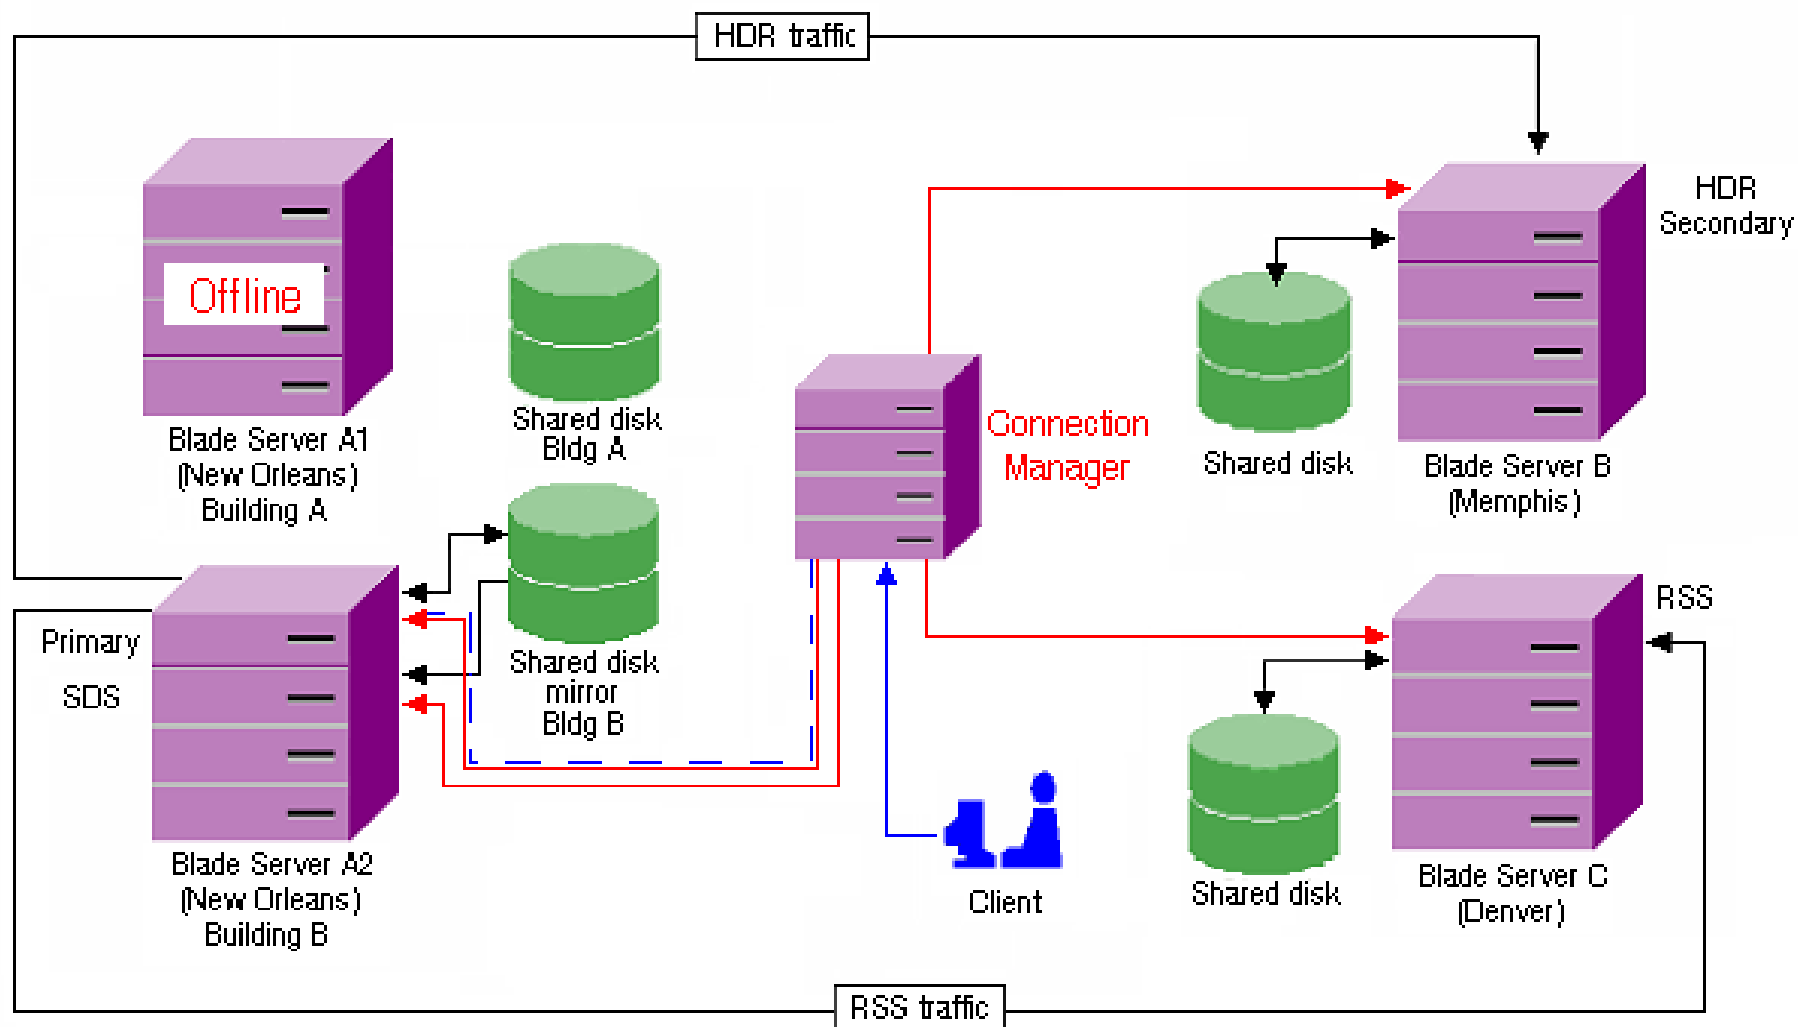 HDR traffic
Offline
Blade Server A1
(New Orleans)
Building A
Shared disk
Bldg A
Connection
Manager
Shared disk
HDR
Secondary
Blade Server B
(Memphis)
Primary
SDS
Shared disk
mirror
Bldg B
Blade Server A2
(New Orleans)
Building B
Client
Shared disk
RSS
Blade Server C
(Denver)
RSS traffic